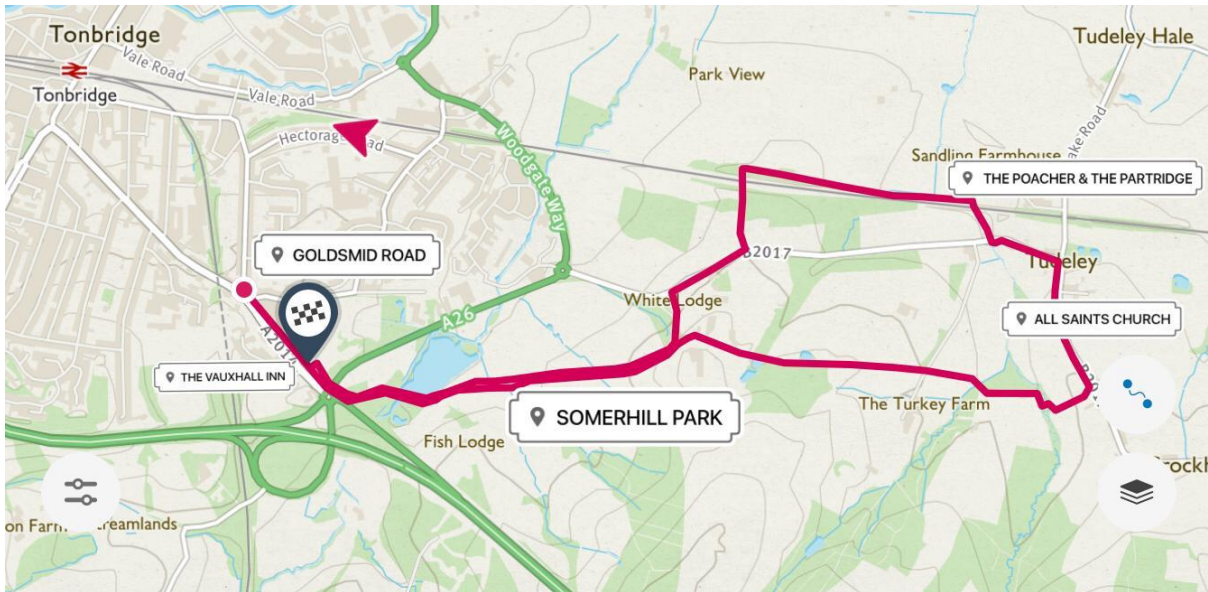 Tonbridge
Tudeley Hale
Vale Road
Park View
Tonbridge
Vale Road
Hectorage Road
Woodgate Way
Sandling Farmhouse
THE POACHER & THE PARTRIDGE
GOLDSMID ROAD
B2017
Tudeley
White Lodge
A26
ALL SAINTS CHURCH
A2014
THE VAUXHALL INN
The Turkey Farm
SOMERHILL PARK
Fish Lodge